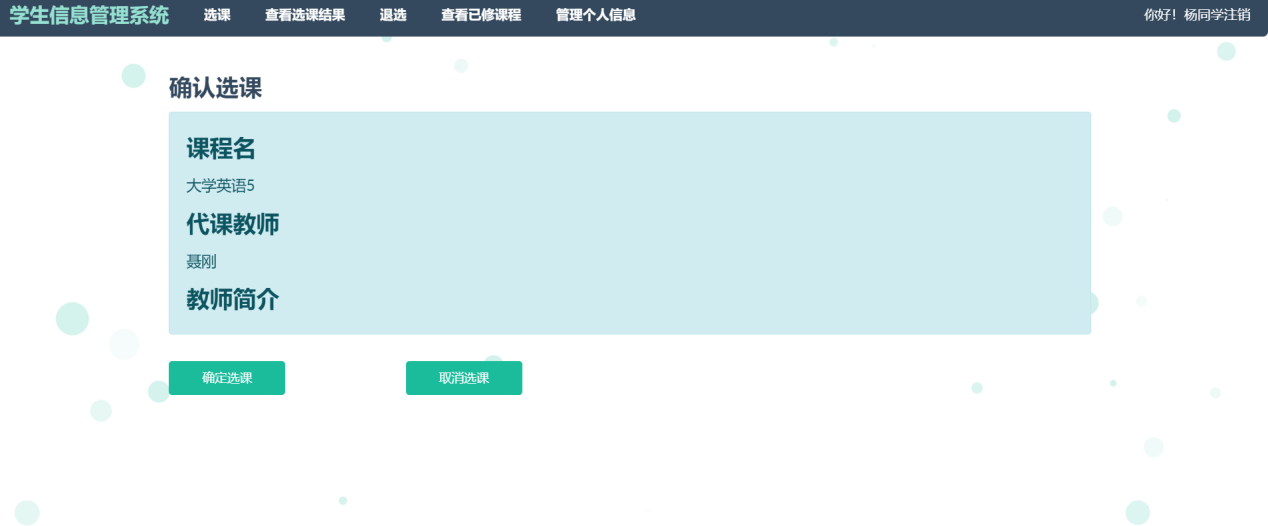 学生信息管理系统 选课 查看选课结果 退选 查看已修课程 管理个人信息 你好！杨同学注销
确认选课
课程名
大学英语5
代课教师
聂刚
教师简介
确定选课 取消选课